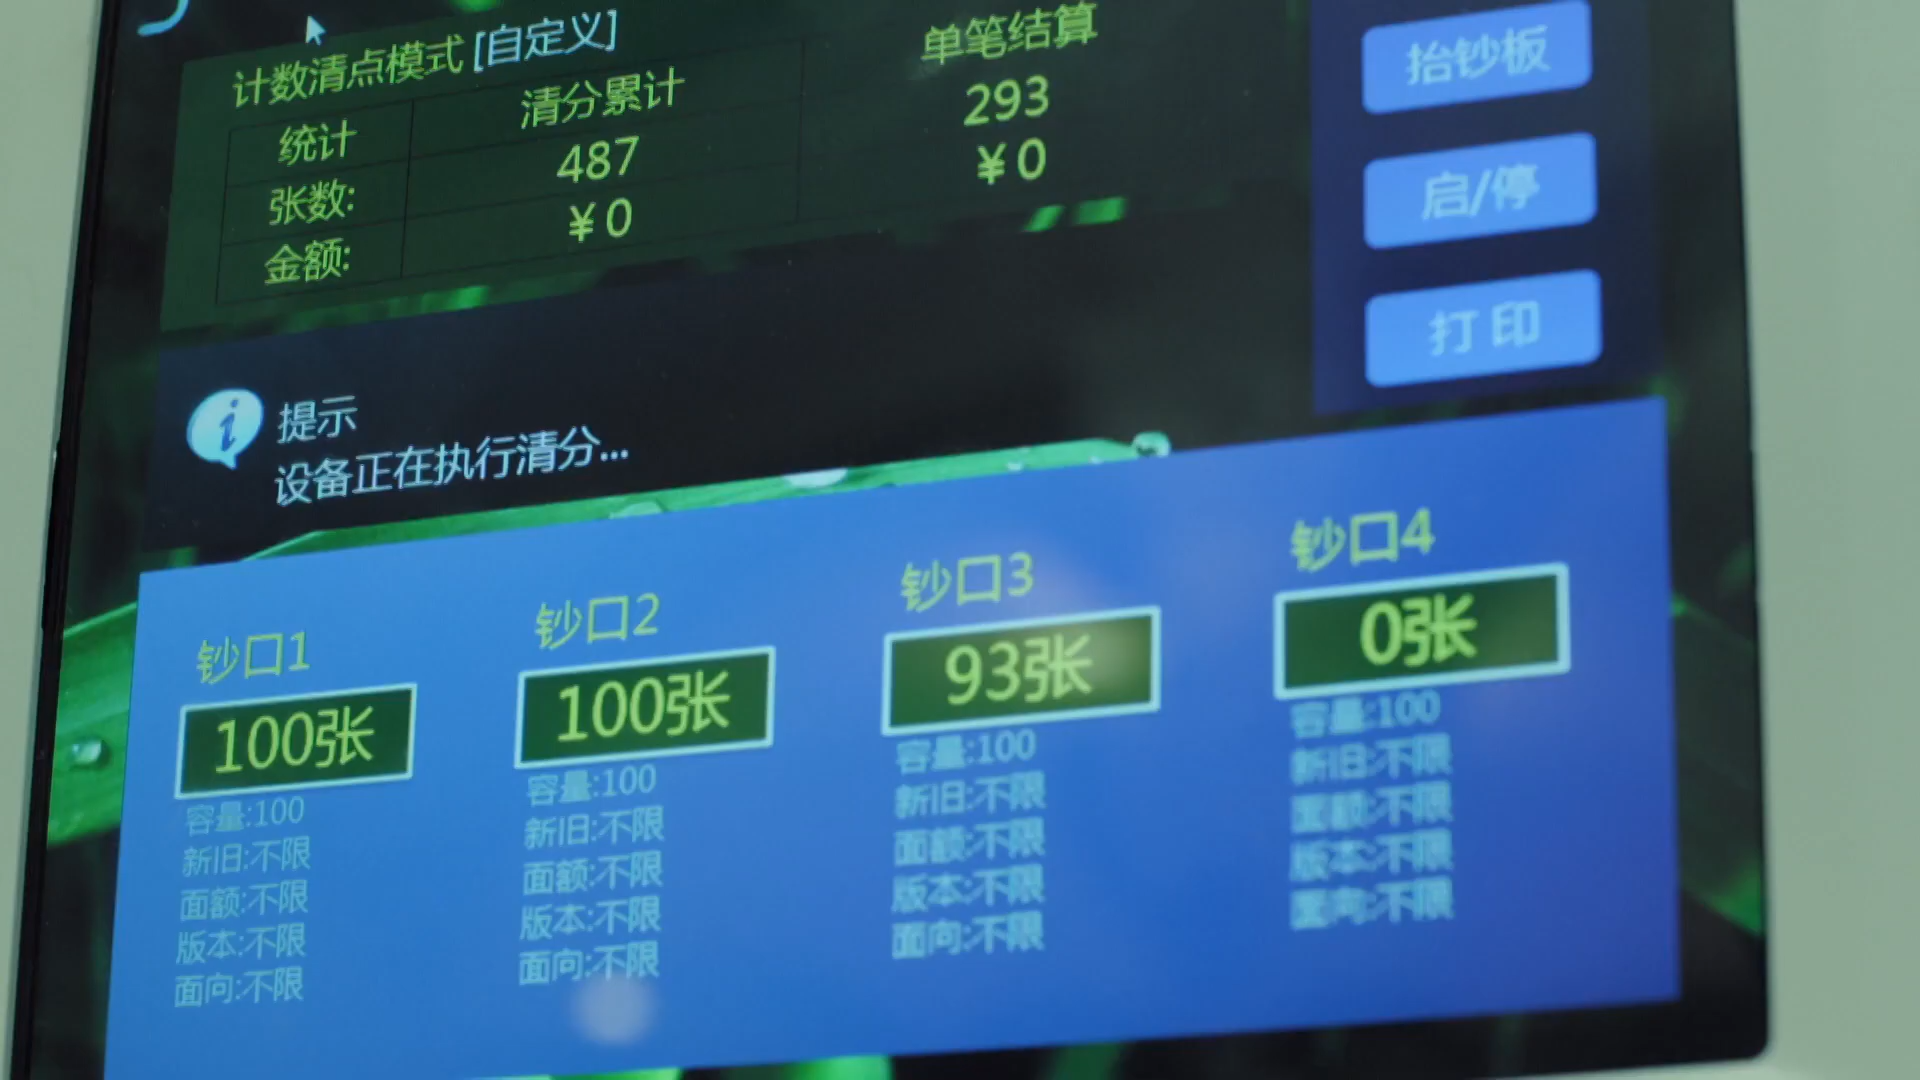 计数清点模式 [自定义]
统计 清分累计 单笔结算
张数: 487 293
金额: ¥0 ¥0
抬钞板
启/停
打印
提示
设备正在执行清分...
钞口1 钞口2 钞口3 钞口4
100张 100张 93张 0张
容量:100 容量:100 容量:100 容量:100
新旧:不限 新旧:不限 新旧:不限 新旧:不限
面额:不限 面额:不限 面额:不限 面额:不限
版本:不限 版本:不限 版本:不限 版本:不限
面向:不限 面向:不限 面向:不限 面向:不限